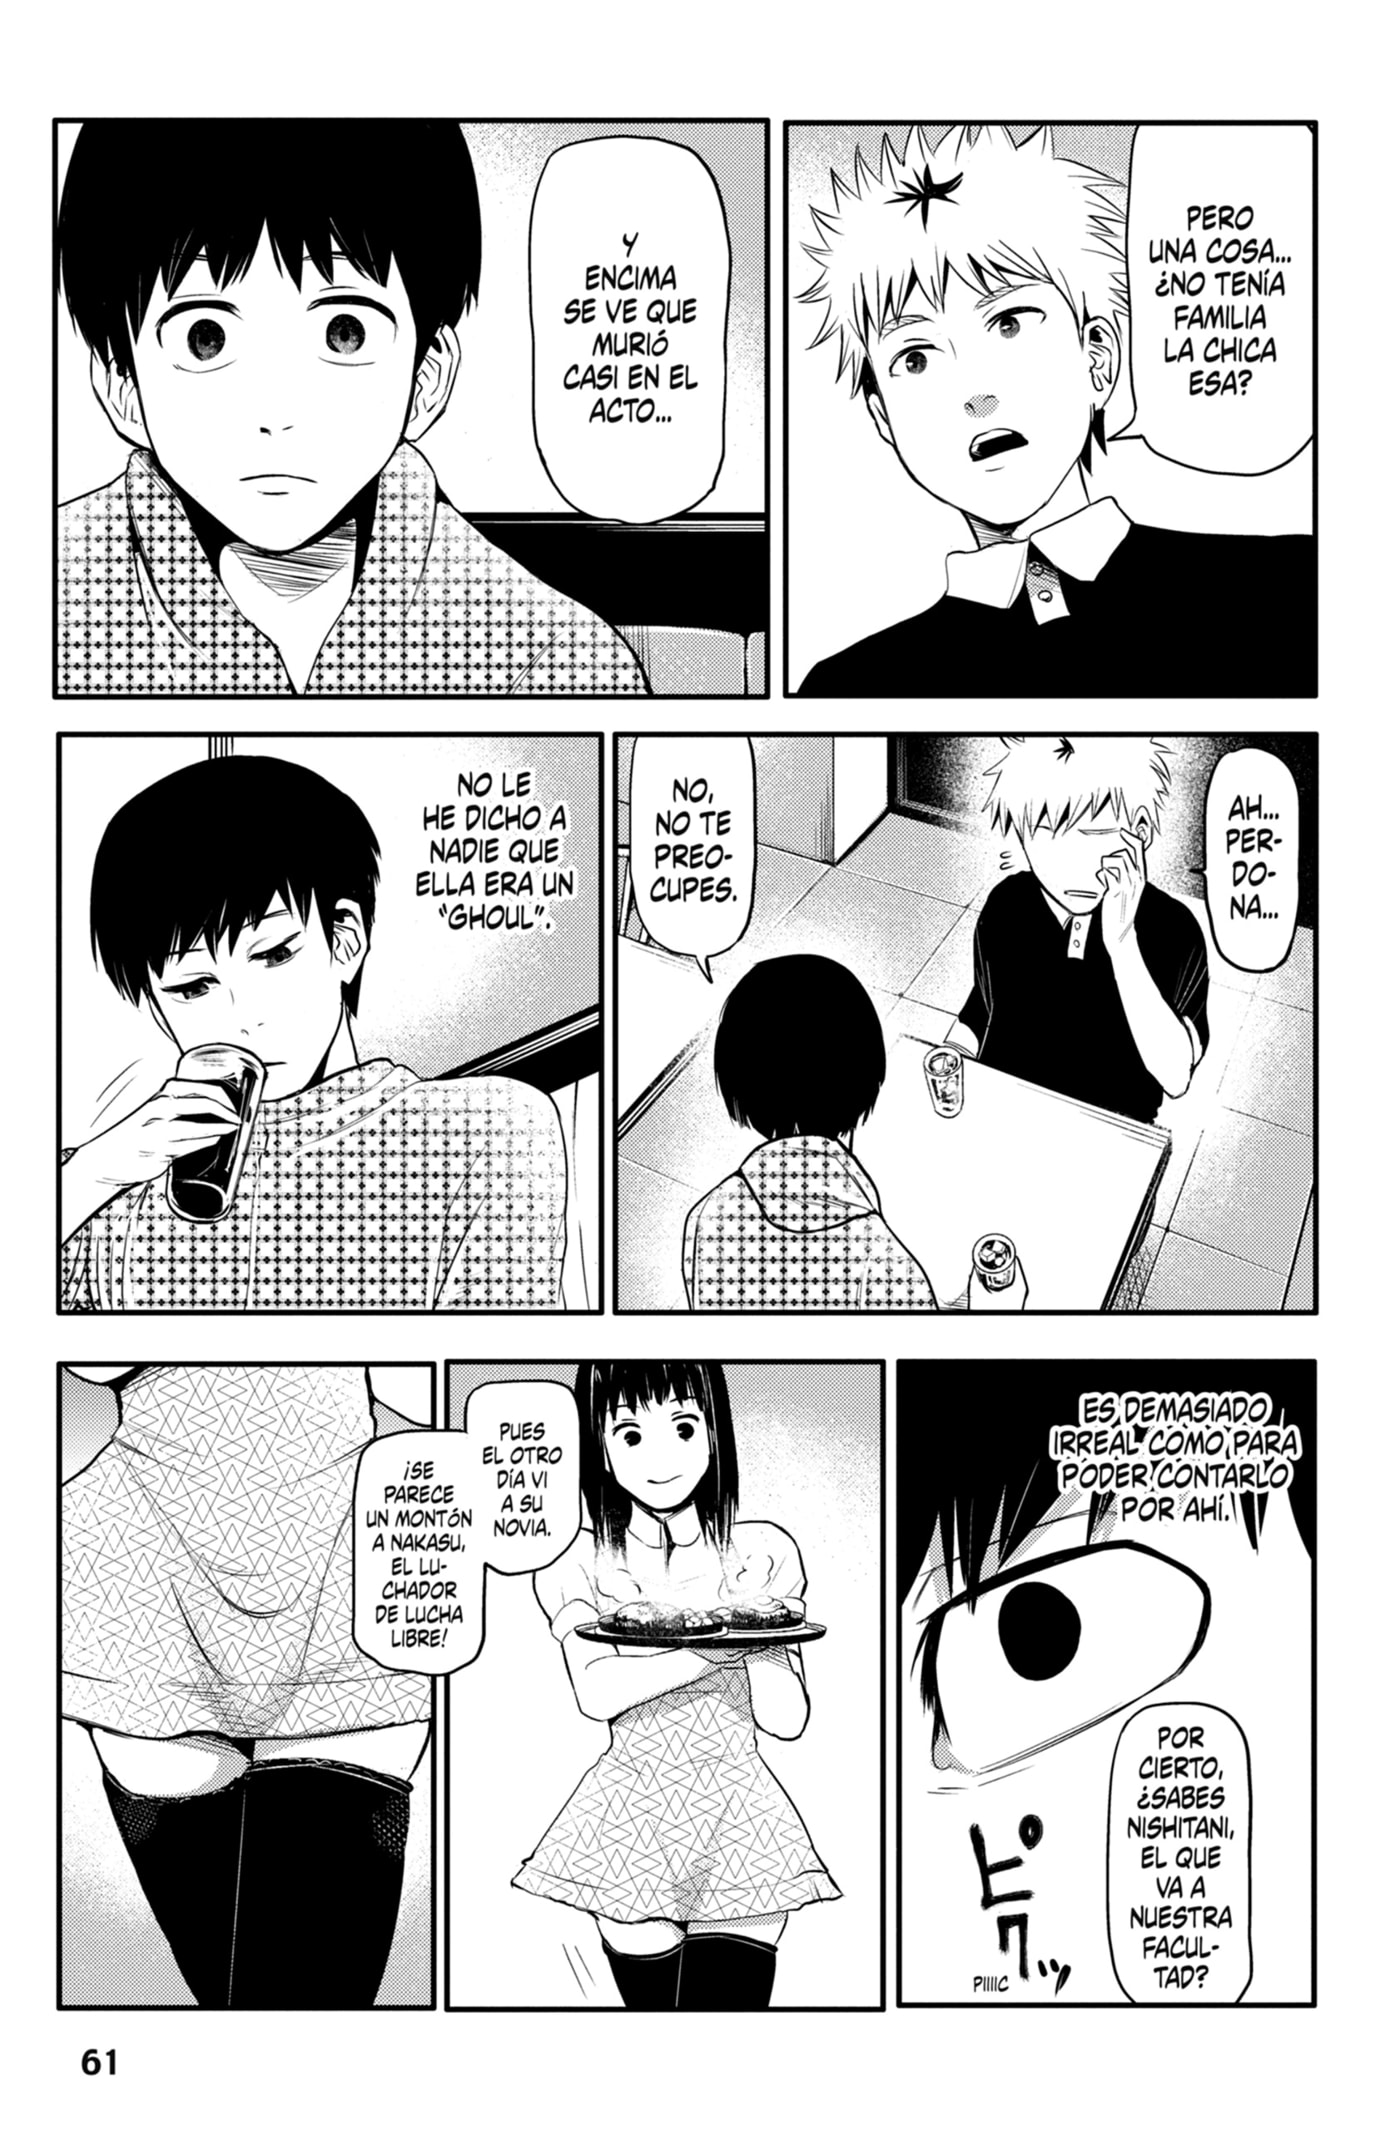 PERO
UNA COSA...
¿NO TENÍA
FAMILIA
LA CHICA
ESA?
Y
ENCIMA
SE VE QUE
MURIÓ
CASI EN EL
ACTO...
AH...
PER-
DO-
NA...
NO,
NO TE
PREO-
CUPES.
NO LE
HE DICHO A
NADIE QUE
ELLA ERA UN
“GHOUL”.
ES DEMASIADO
IRREAL COMO PARA
PODER CONTARLO
POR AHÍ.
POR
CIERTO,
¿SABES
NISHITANI,
EL QUE
VA A
NUESTRA
FACUL-
TAD?
ピクッ
PIIIIC
PUES
EL OTRO
DÍA VI
A SU
NOVIA.
¡SE
PARECE
UN MONTÓN
A NAKASU,
EL LU-
CHADOR
DE LUCHA
LIBRE!
61